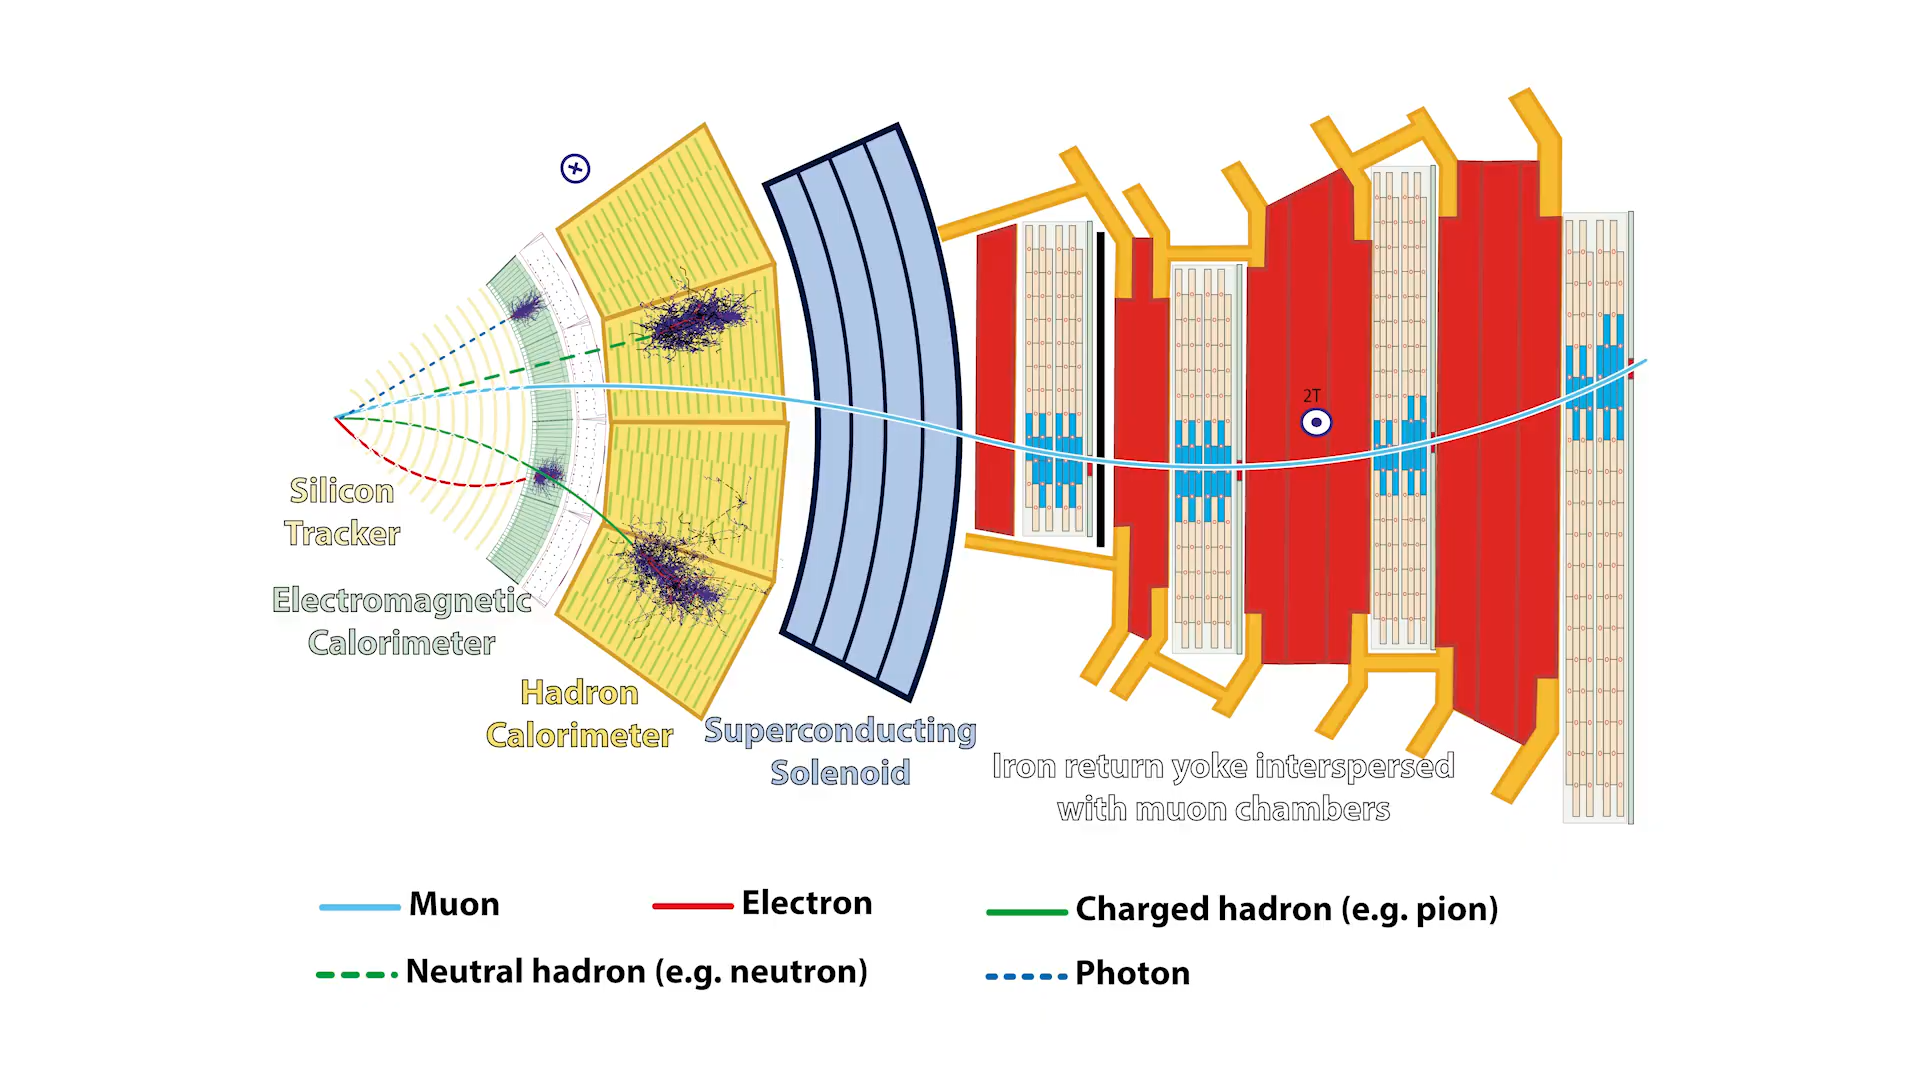 2T
Silicon
Tracker
Electromagnetic
Calorimeter
Hadron
Calorimeter
Superconducting
Solenoid
Iron return yoke interspersed
with muon chambers
Muon
Electron
Charged hadron (e.g. pion)
Neutral hadron (e.g. neutron)
Photon